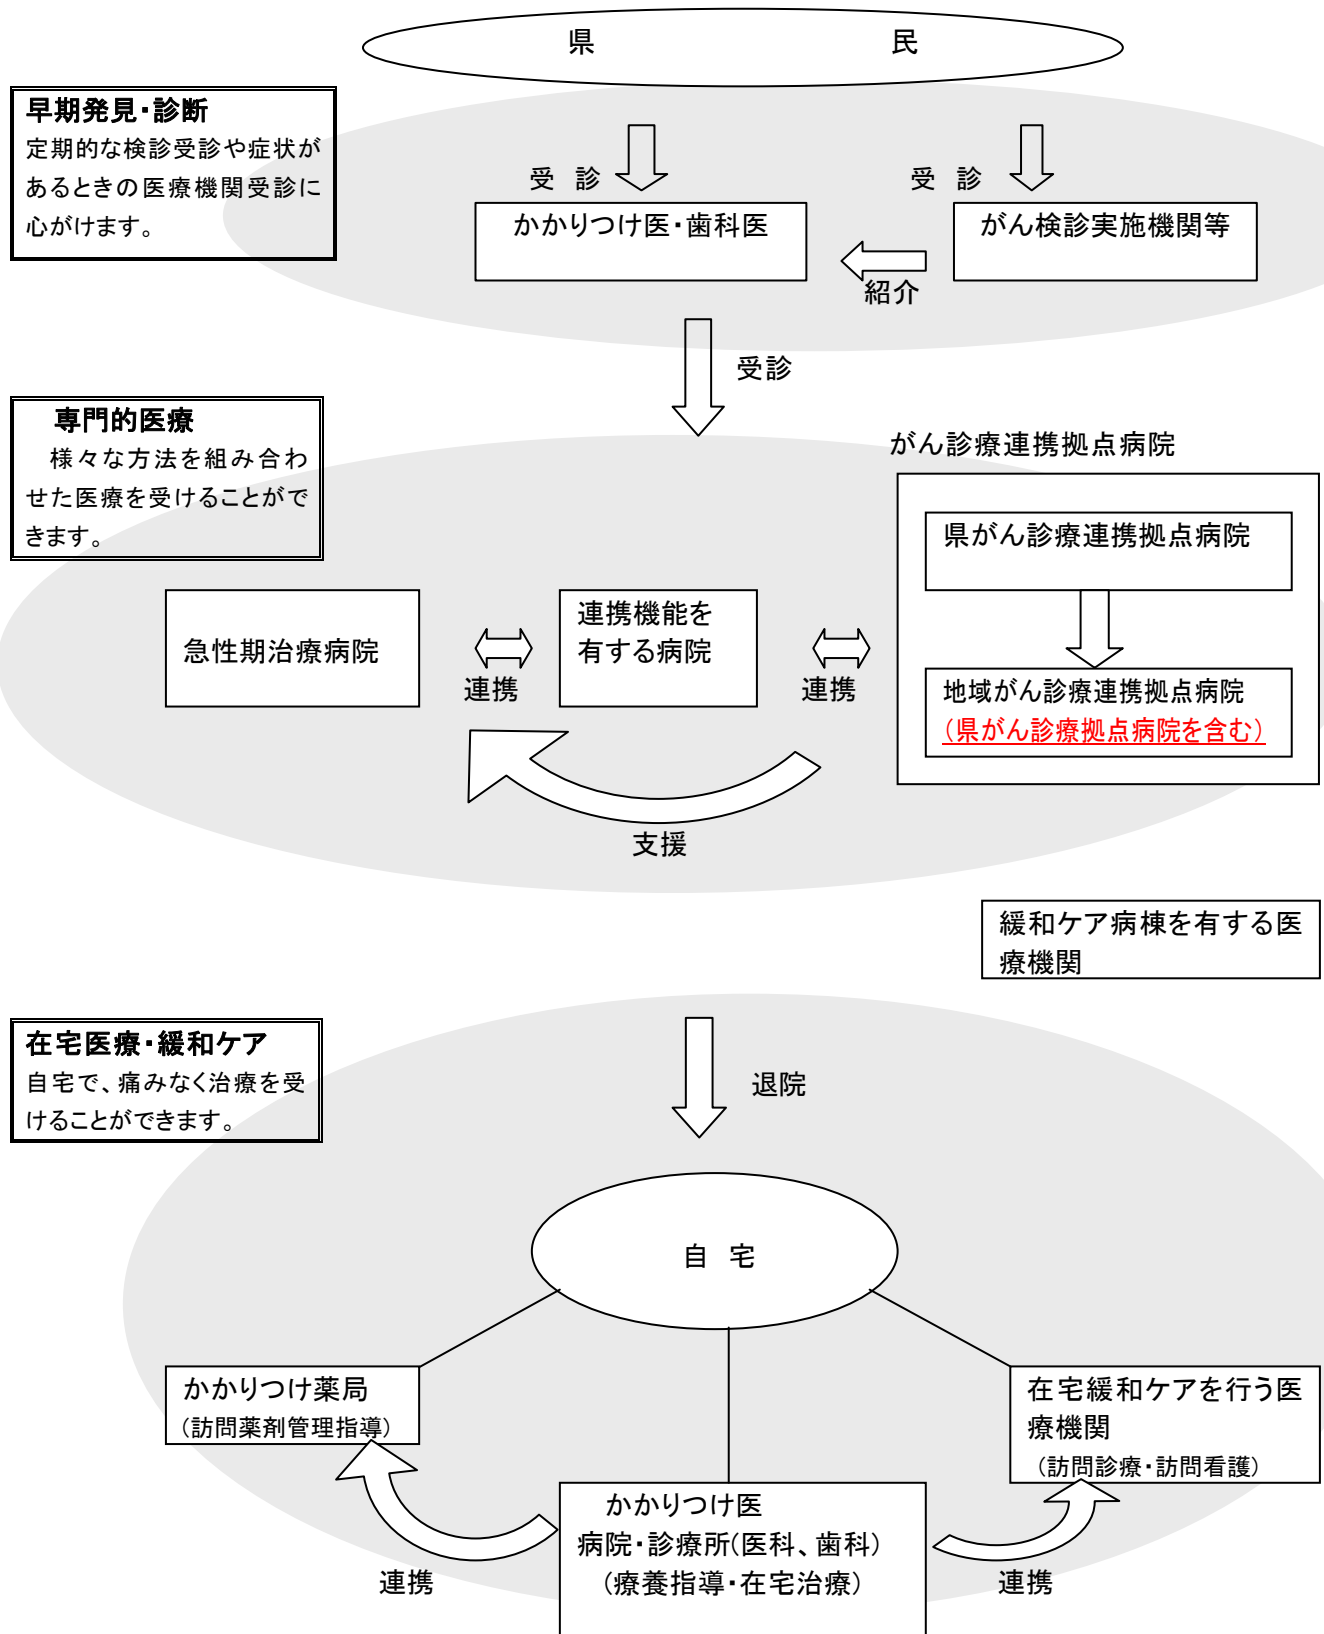 県　民
早期発見・診断
定期的な検診受診や症状が
あるときの医療機関受診に
心がけます。
受　診
受　診
かかりつけ医・歯科医
がん検診実施機関等
紹介
受診
専門的医療
様々な方法を組み合わ
せた医療を受けることがで
きます。
がん診療連携拠点病院
県がん診療連携拠点病院
急性期治療病院
連携
連携機能を
有する病院
連携
地域がん診療連携拠点病院
（県がん診療拠点病院を含む）
支援
緩和ケア病棟を有する医
療機関
在宅医療・緩和ケア
自宅で、痛みなく治療を受
けることができます。
退院
自　宅
かかりつけ薬局
（訪問薬剤管理指導）
在宅緩和ケアを行う医
療機関
（訪問診療・訪問看護）
かかりつけ医
病院・診療所（医科、歯科）
（療養指導・在宅治療）
連携
連携